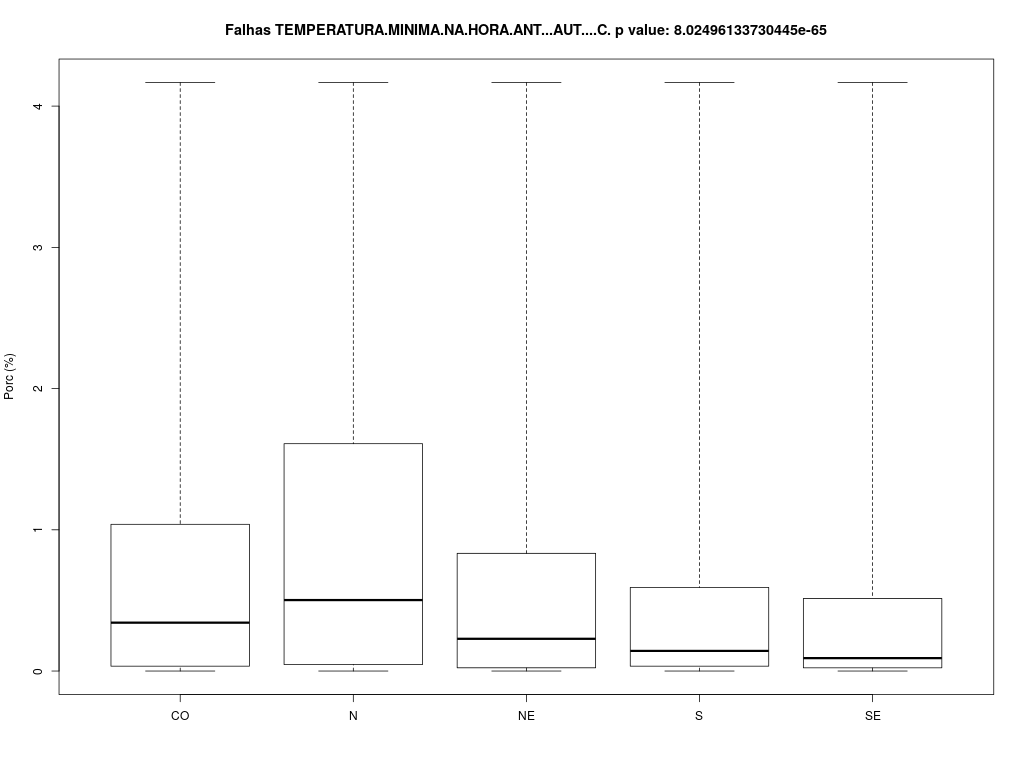 Falhas TEMPERATURA.MINIMA.NA.HORA.ANT...AUT....C. p value: 8.02496133730445e-65
Porc (%)
4
3
2
1
0
CO N NE S SE